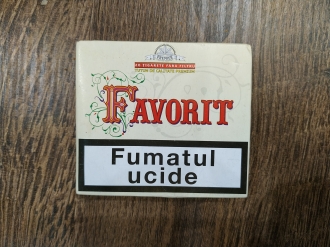 20 ȚIGARETE FĂRĂ FILTRU
TUTUN DE CALITATE PREMIUM
FAVORIT
Fumatul
ucide